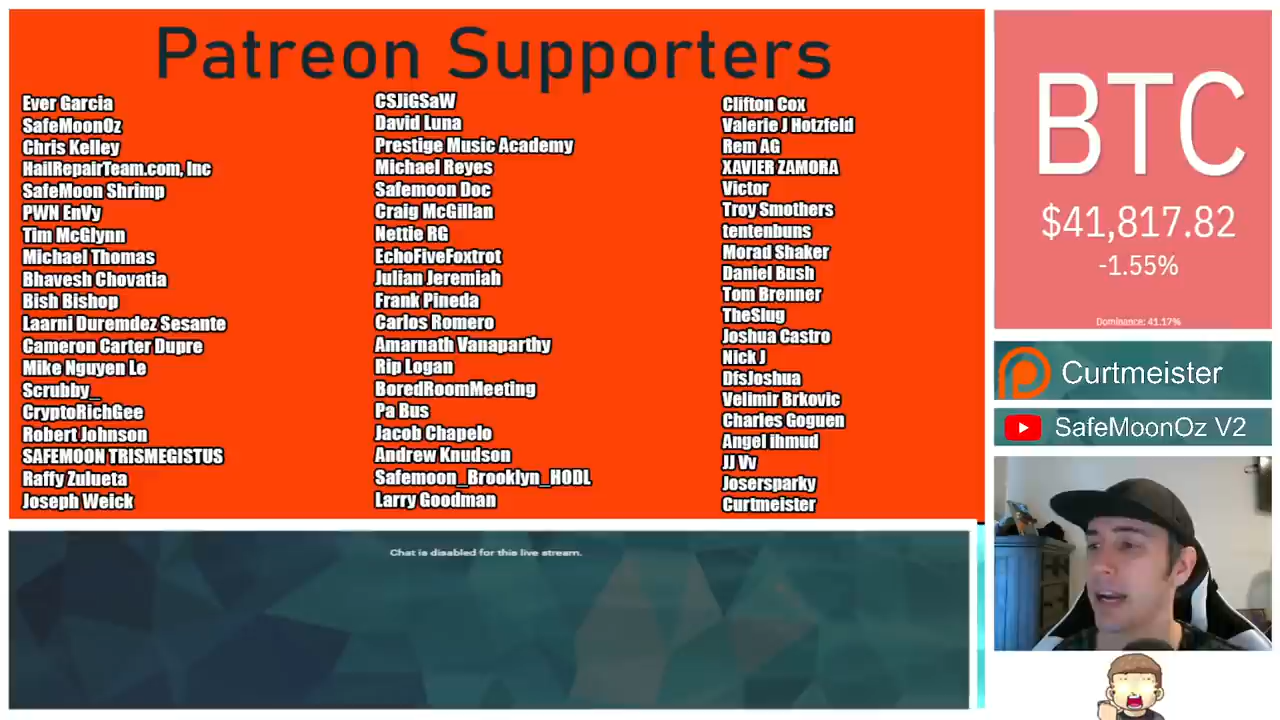 Patreon Supporters
Ever Garcia
SafeMoonOz
Chris Kelley
HailRepairTeam.com, Inc
SafeMoon Shrimp
PWN EnVy
Tim McGlynn
Michael Thomas
Bhavesh Chovatia
Bish Bishop
Laarni Duremdez Sesante
Cameron Carter Dupre
Mike Nguyen Le
Scrubby_
CryptoRichGee
Robert Johnson
SAFEMOON TRISMEGISTUS
Raffy Zulueta
Joseph Weick
CSJiGSaW
David Luna
Prestige Music Academy
Michael Reyes
Safemoon Doc
Craig McGillan
Nettie RG
EchoFiveFoxtrot
Julian Jeremiah
Frank Pineda
Carlos Romero
Amarnath Vanaparthy
Rip Logan
BoredRoomMeeting
Pa Bus
Jacob Chapelo
Andrew Knudson
Safemoon_Brooklyn_HODL
Larry Goodman
Clifton Cox
Valerie J Hotzfeld
Rem AG
XAVIER ZAMORA
Victor
Troy Smothers
tentenbuns
Morad Shaker
Daniel Bush
Tom Brenner
TheSlug
Joshua Castro
Nick J
DfsJoshua
Velimir Brkovic
Charles Goguen
Angel ihmud
JJ Vv
Josersparky
Curtmeister
BTC
$41,817.82
-1.55%
Dominance: 41.17%
Curtmeister
SafeMoonOz V2
Chat is disabled for this live stream.